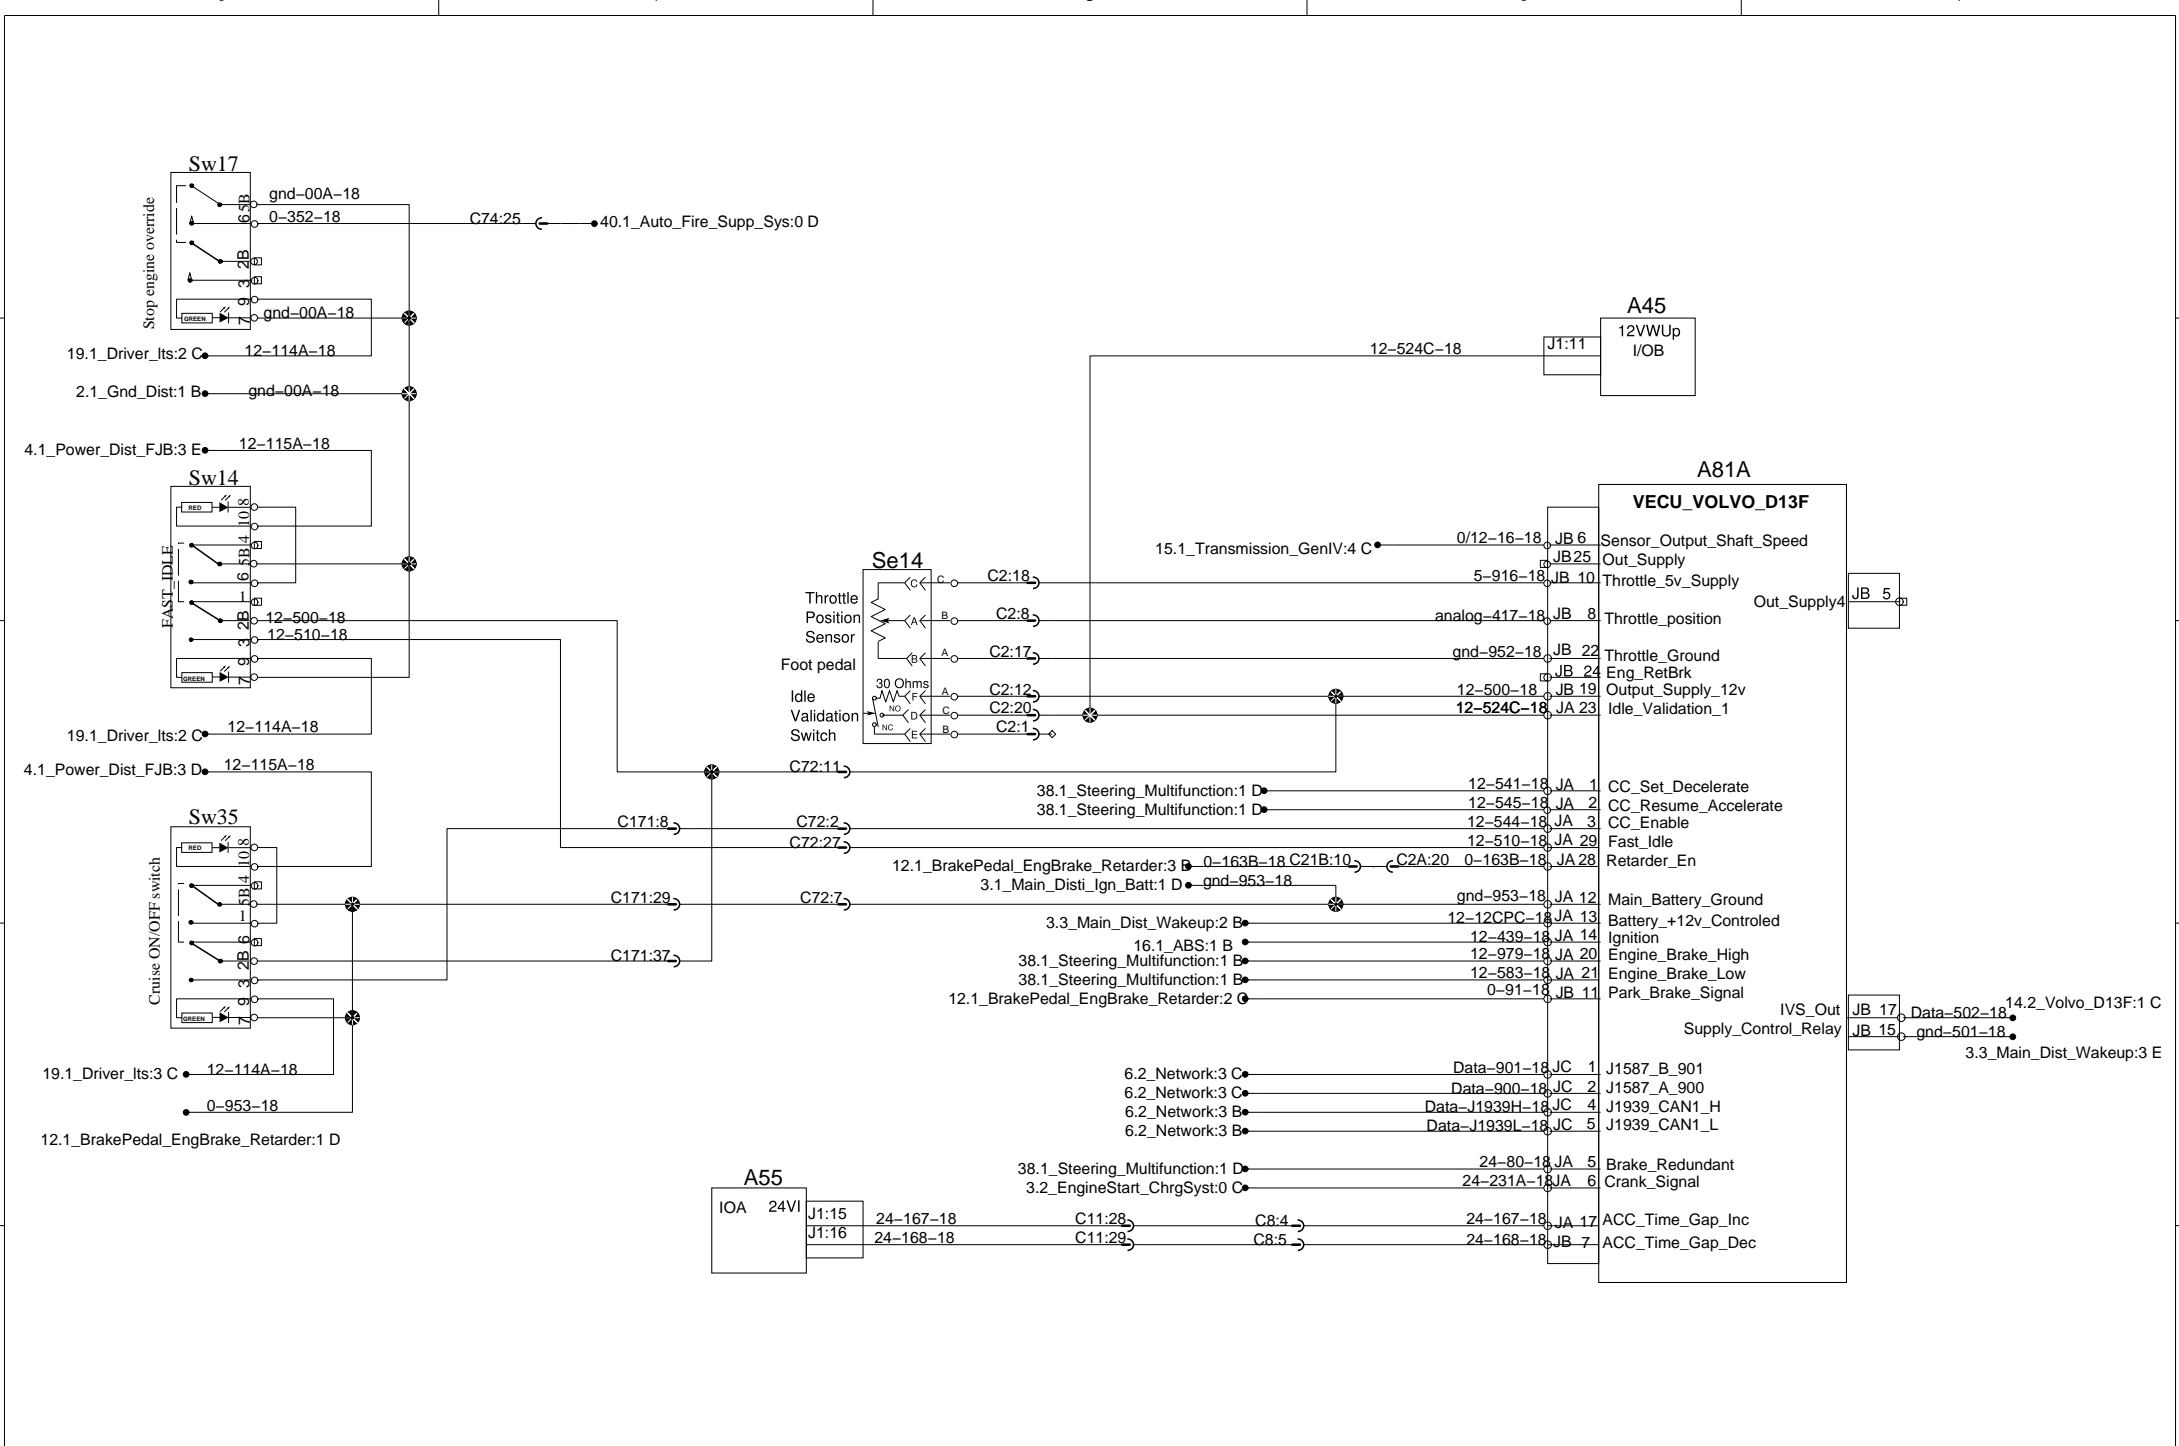 Sw17
Stop engine override
5B gnd-00A-18
6 0-352-18 C74:25 40.1_Auto_Fire_Supp_Sys:0 D
2B
3
9
GREEN 7 gnd-00A-18
19.1_Driver_lts:2 C 12-114A-18
2.1_Gnd_Dist:1 B gnd-00A-18
4.1_Power_Dist_FJB:3 E 12-115A-18
Sw14
FAST_IDLE
RED 8
10
4
5B
6
1
2B 12-500-18
3 12-510-18
9
GREEN 7
19.1_Driver_lts:2 C 12-114A-18
4.1_Power_Dist_FJB:3 D 12-115A-18
Sw35
Cruise ON/OFF switch
RED 8
10
4
5B
1
6
2B
3
9
GREEN 7
19.1_Driver_lts:3 C 12-114A-18
0-953-18
12.1_BrakePedal_EngBrake_Retarder:1 D
C72:11
C171:8 C72:2
C72:27
C171:29 C72:7
C171:37
A45
12VWUp
I/OB
J1:11
12-524C-18
Se14
Throttle
Position
Sensor
Foot pedal
Idle
Validation
Switch
30 Ohms
NO
NC
C C C2:18
A B C2:8
B A C2:17
F A C2:12
D C C2:20
E B C2:1
A81A
VECU_VOLVO_D13F
15.1_Transmission_GenIV:4 C 0/12-16-18 JB 6 Sensor_Output_Shaft_Speed
JB 25 Out_Supply
5-916-18 JB 10 Throttle_5v_Supply
Out_Supply4 JB 5
analog-417-18 JB 8 Throttle_position
gnd-952-18 JB 22 Throttle_Ground
JB 24 Eng_RetBrk
12-500-18 JB 19 Output_Supply_12v
12-524C-18 JA 23 Idle_Validation_1
38.1_Steering_Multifunction:1 D 12-541-18 JA 1 CC_Set_Decelerate
38.1_Steering_Multifunction:1 D 12-545-18 JA 2 CC_Resume_Accelerate
12-544-18 JA 3 CC_Enable
12-510-18 JA 29 Fast_Idle
12.1_BrakePedal_EngBrake_Retarder:3 D 0-163B-18 C21B:10 C2A:20 0-163B-18 JA 28 Retarder_En
3.1_Main_Disti_Ign_Batt:1 D gnd-953-18
gnd-953-18 JA 12 Main_Battery_Ground
3.3_Main_Dist_Wakeup:2 B 12-12CPC-18 JA 13 Battery_+12v_Controled
16.1_ABS:1 B 12-439-18 JA 14 Ignition
38.1_Steering_Multifunction:1 B 12-979-18 JA 20 Engine_Brake_High
38.1_Steering_Multifunction:1 B 12-583-18 JA 21 Engine_Brake_Low
12.1_BrakePedal_EngBrake_Retarder:2 C 0-91-18 JB 11 Park_Brake_Signal
IVS_Out JB 17 Data-502-18 14.2_Volvo_D13F:1 C
Supply_Control_Relay JB 15 gnd-501-18
3.3_Main_Dist_Wakeup:3 E
6.2_Network:3 C Data-901-18 JC 1 J1587_B_901
6.2_Network:3 C Data-900-18 JC 2 J1587_A_900
6.2_Network:3 B Data-J1939H-18 JC 4 J1939_CAN1_H
6.2_Network:3 B Data-J1939L-18 JC 5 J1939_CAN1_L
38.1_Steering_Multifunction:1 D 24-80-18 JA 5 Brake_Redundant
3.2_EngineStart_ChrgSyst:0 C 24-231A-18 JA 6 Crank_Signal
A55
IOA 24VI
J1:15 24-167-18 C11:28 C8:4 24-167-18 JA 17 ACC_Time_Gap_Inc
J1:16 24-168-18 C11:29 C8:5 24-168-18 JB 7 ACC_Time_Gap_Dec